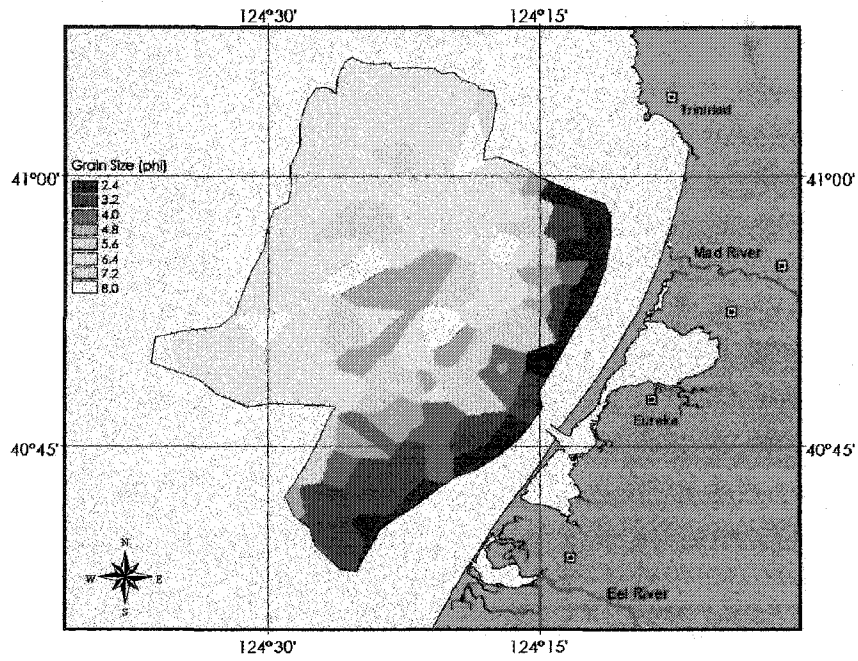 124°30' 124°15'
Trinidad
Grain Size (phi)
41°00' 41°00'
2.4
3.2
4.0
4.8
5.6
6.4
7.2
8.0
Mad River
Eureka
40°45' 40°45'
N
W E
S
Eel River
124°30' 124°15'